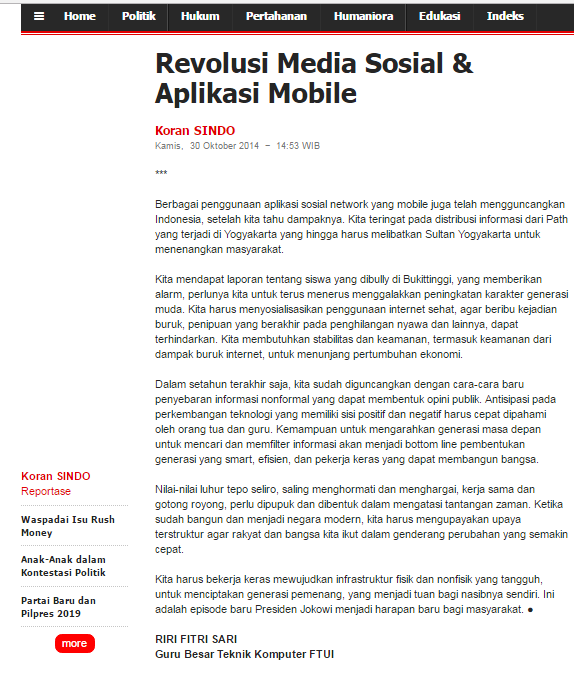 ≡ Home Politik Hukum Pertahanan Humaniora Edukasi Indeks
Revolusi Media Sosial &
Aplikasi Mobile
Koran SINDO
Kamis, 30 Oktober 2014 − 14:53 WIB
***
Berbagai penggunaan aplikasi sosial network yang mobile juga telah mengguncangkan
Indonesia, setelah kita tahu dampaknya. Kita teringat pada distribusi informasi dari Path
yang terjadi di Yogyakarta yang hingga harus melibatkan Sultan Yogyakarta untuk
menenangkan masyarakat.
Kita mendapat laporan tentang siswa yang dibully di Bukittinggi, yang memberikan
alarm, perlunya kita untuk terus menerus menggalakkan peningkatan karakter generasi
muda. Kita harus menyosialisasikan penggunaan internet sehat, agar beribu kejadian
buruk, penipuan yang berakhir pada penghilangan nyawa dan lainnya, dapat
terhindarkan. Kita membutuhkan stabilitas dan keamanan, termasuk keamanan dari
dampak buruk internet, untuk menunjang pertumbuhan ekonomi.
Dalam setahun terakhir saja, kita sudah diguncangkan dengan cara-cara baru
penyebaran informasi nonformal yang dapat membentuk opini publik. Antisipasi pada
perkembangan teknologi yang memiliki sisi positif dan negatif harus cepat dipahami
oleh orang tua dan guru. Kemampuan untuk mengarahkan generasi masa depan
untuk mencari dan memfilter informasi akan menjadi bottom line pembentukan
generasi yang smart, efisien, dan pekerja keras yang dapat membangun bangsa.
Nilai-nilai luhur tepo seliro, saling menghormati dan menghargai, kerja sama dan
gotong royong, perlu dipupuk dan dibentuk dalam mengatasi tantangan zaman. Ketika
sudah bangun dan menjadi negara modern, kita harus mengupayakan upaya
terstruktur agar rakyat dan bangsa kita ikut dalam genderang perubahan yang semakin
cepat.
Kita harus bekerja keras mewujudkan infrastruktur fisik dan nonfisik yang tangguh,
untuk menciptakan generasi pemenang, yang menjadi tuan bagi nasibnya sendiri. Ini
adalah episode baru Presiden Jokowi menjadi harapan baru bagi masyarakat. ●
RIRI FITRI SARI
Guru Besar Teknik Komputer FTUI
Koran SINDO
Reportase
Waspadai Isu Rush
Money
Anak-Anak dalam
Kontestasi Politik
Partai Baru dan
Pilpres 2019
more